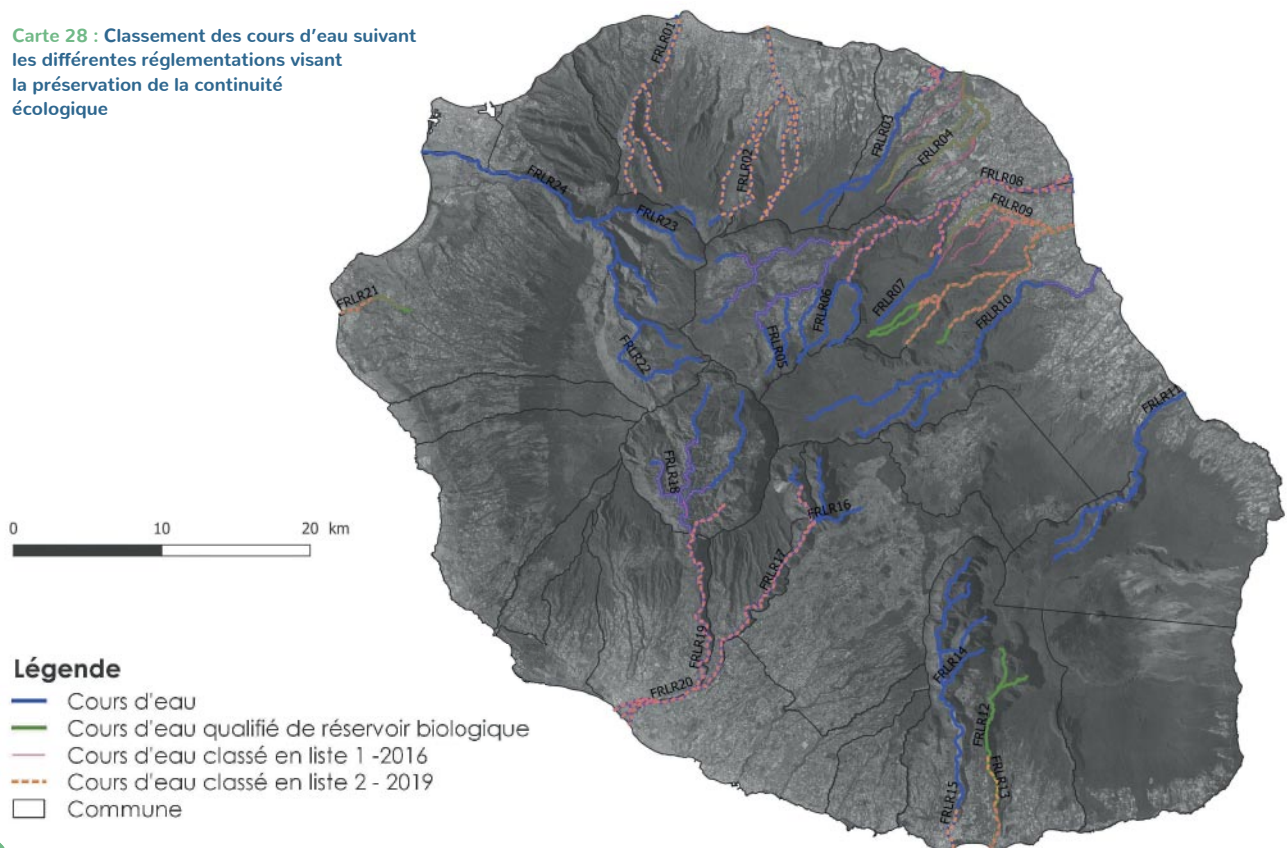 Carte 28 : Classement des cours d'eau suivant
les différentes réglementations visant
la préservation de la continuité
écologique
FRLR01
FRLR02
FRLR03
FRLR04
FRLR08
FRLR09
FRLR24
FRLR23
FRLR21
FRLR22
FRLR05
FRLR06
FRLR07
FRLR10
FRLR11
FRLR18
FRLR16
FRLR17
FRLR19
FRLR20
FRLR14
FRLR12
FRLR13
FRLR15
0 10 20 km
Légende
Cours d'eau
Cours d'eau qualifié de réservoir biologique
Cours d'eau classé en liste 1 -2016
Cours d'eau classé en liste 2 - 2019
Commune